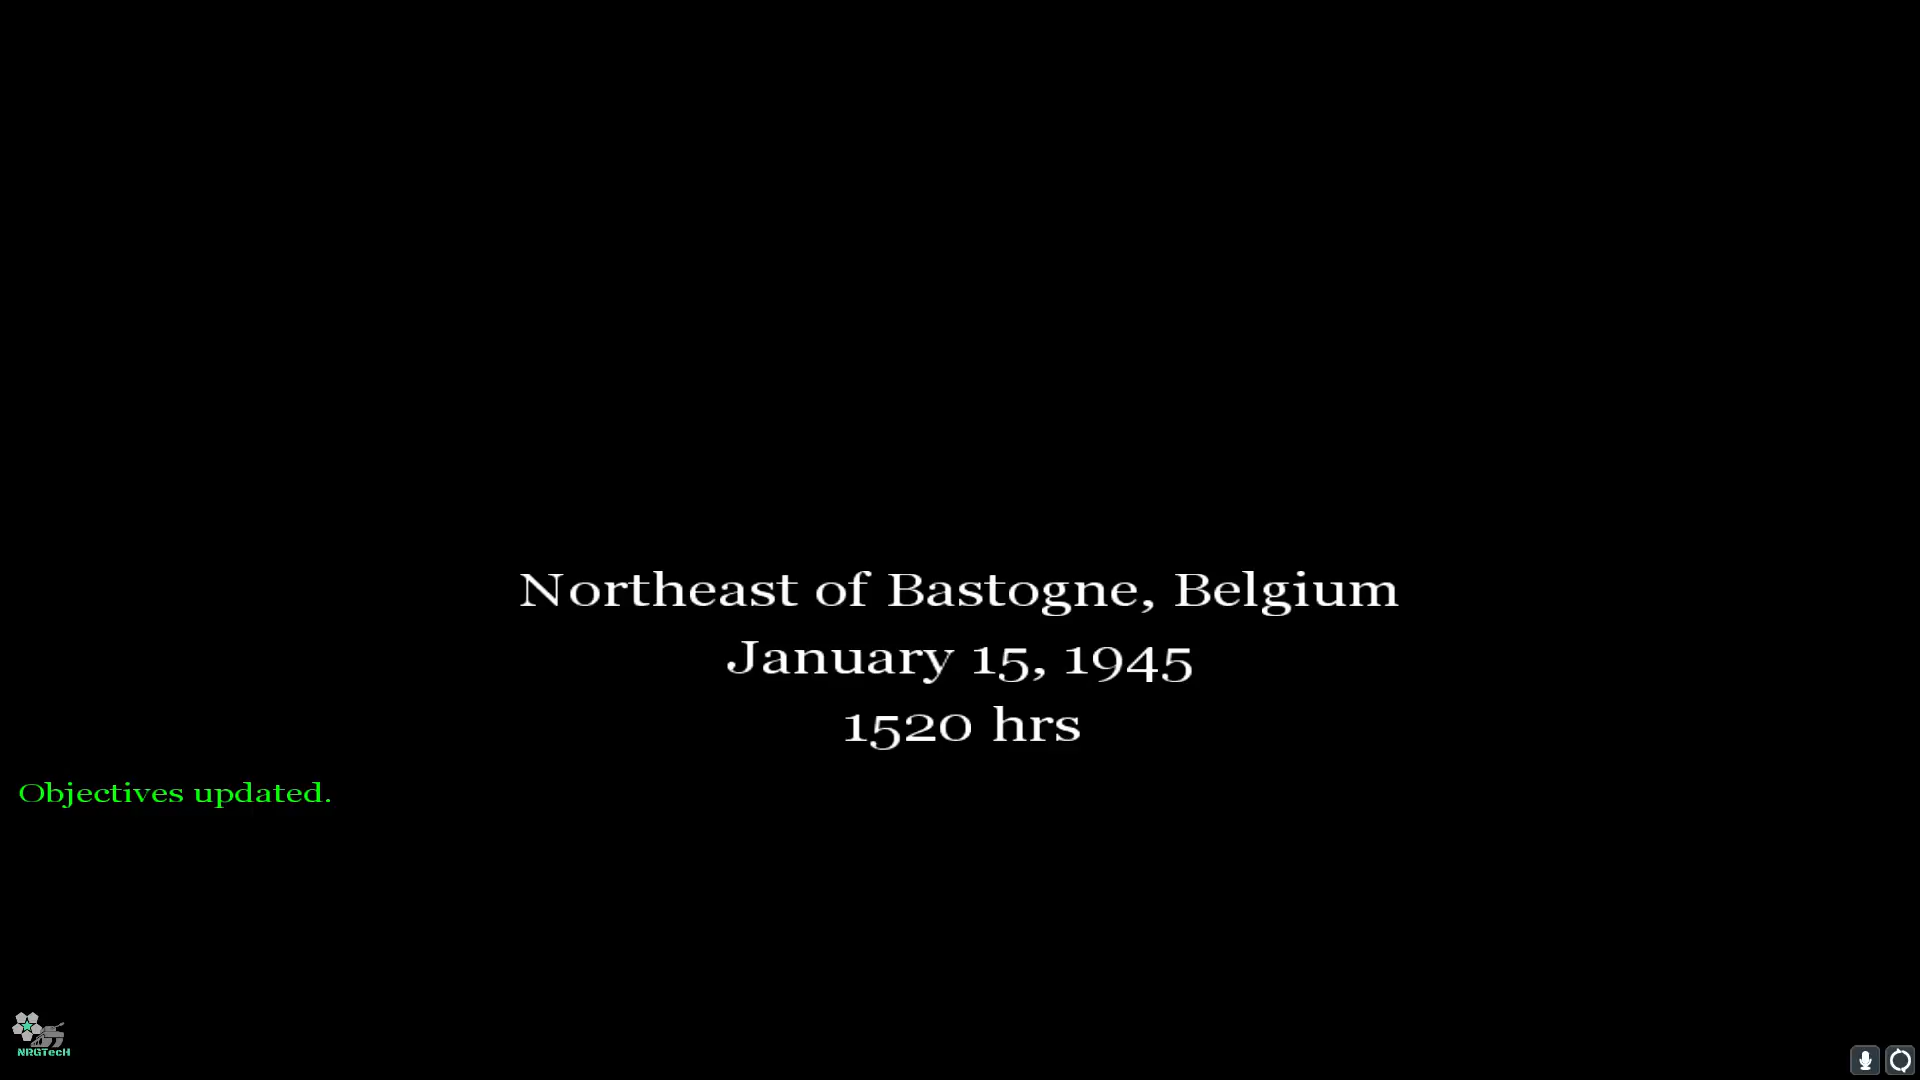 Northeast of Bastogne, Belgium
January 15, 1945
1520 hrs
Objectives updated.
NRGTecH